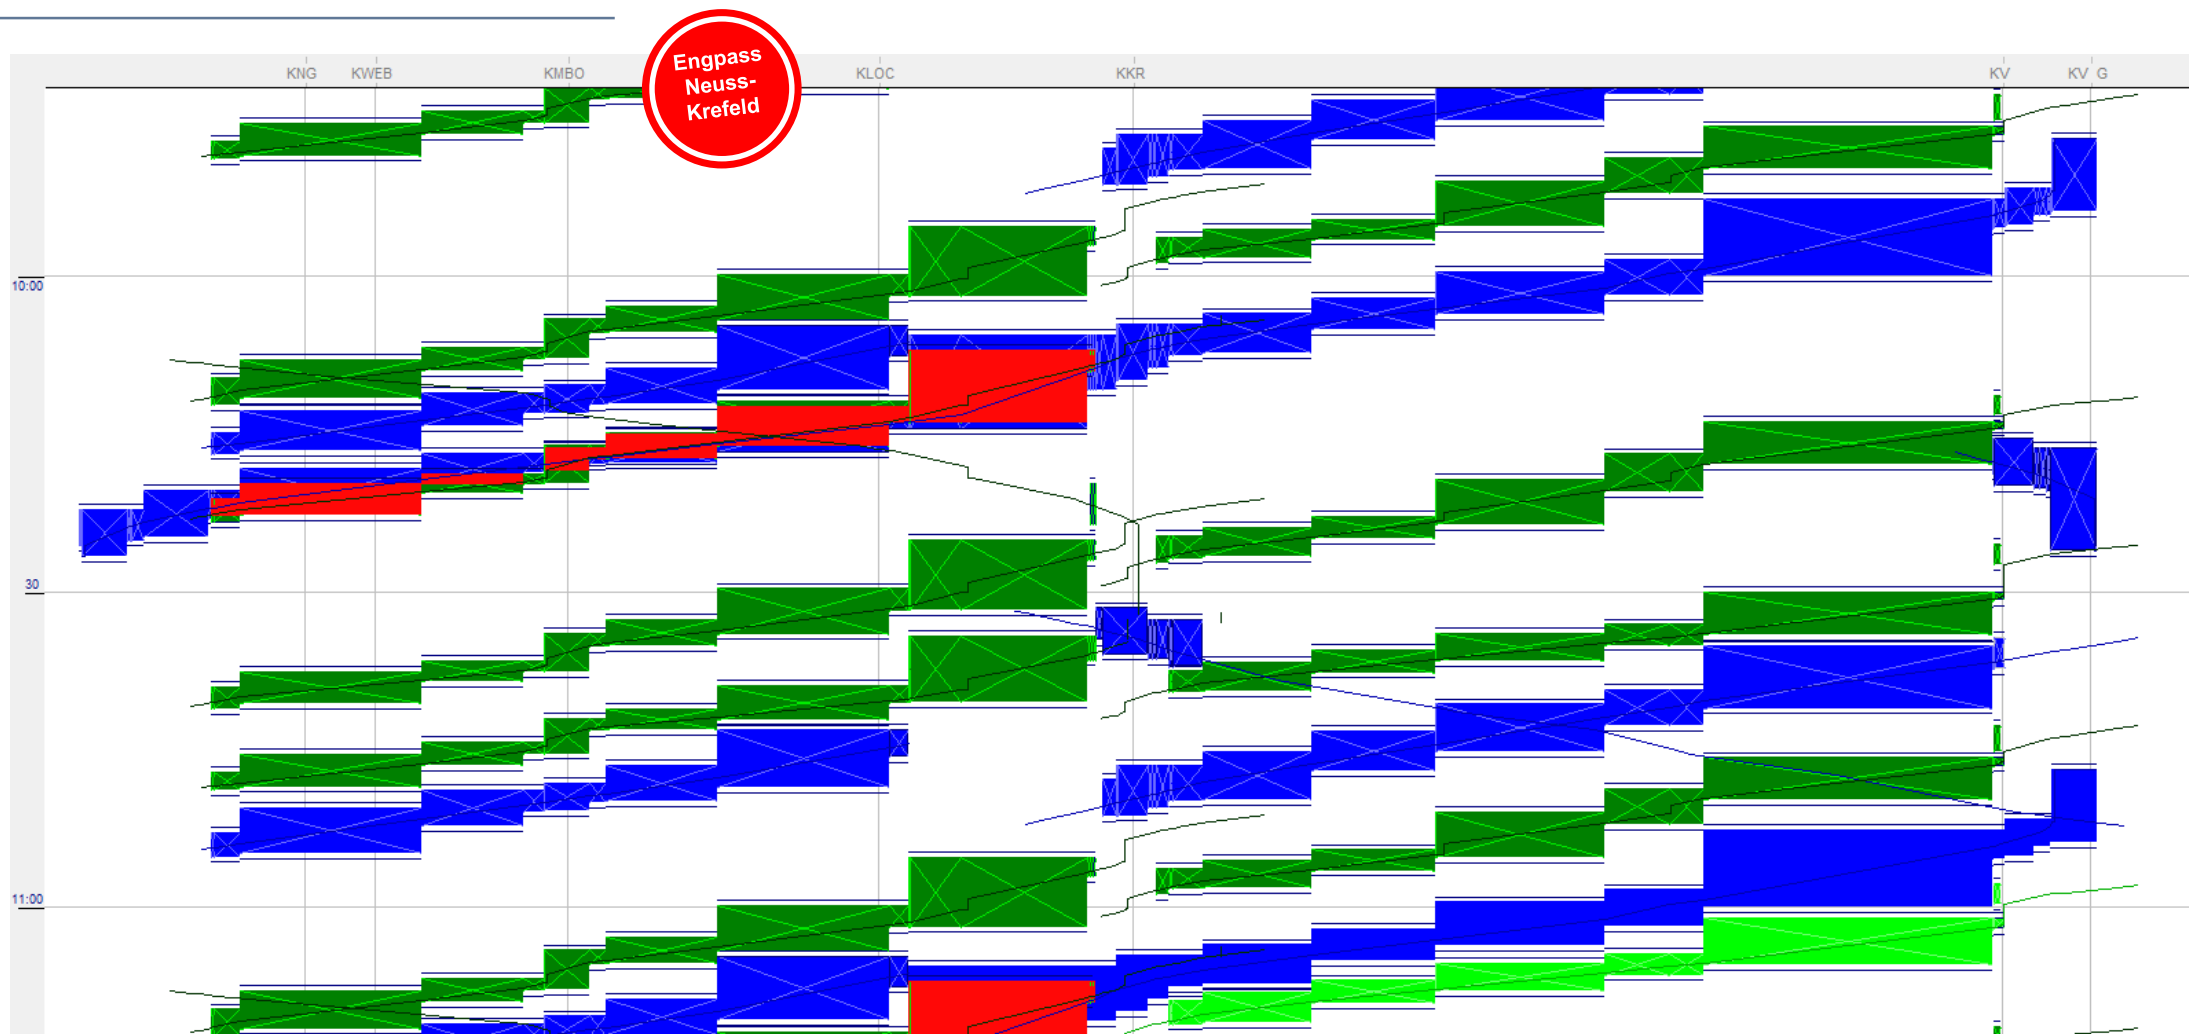 Engpass
Neuss-
Krefeld
KNG KWEB KMBO KLOC KKR KV KV G
10:00
30
11:00